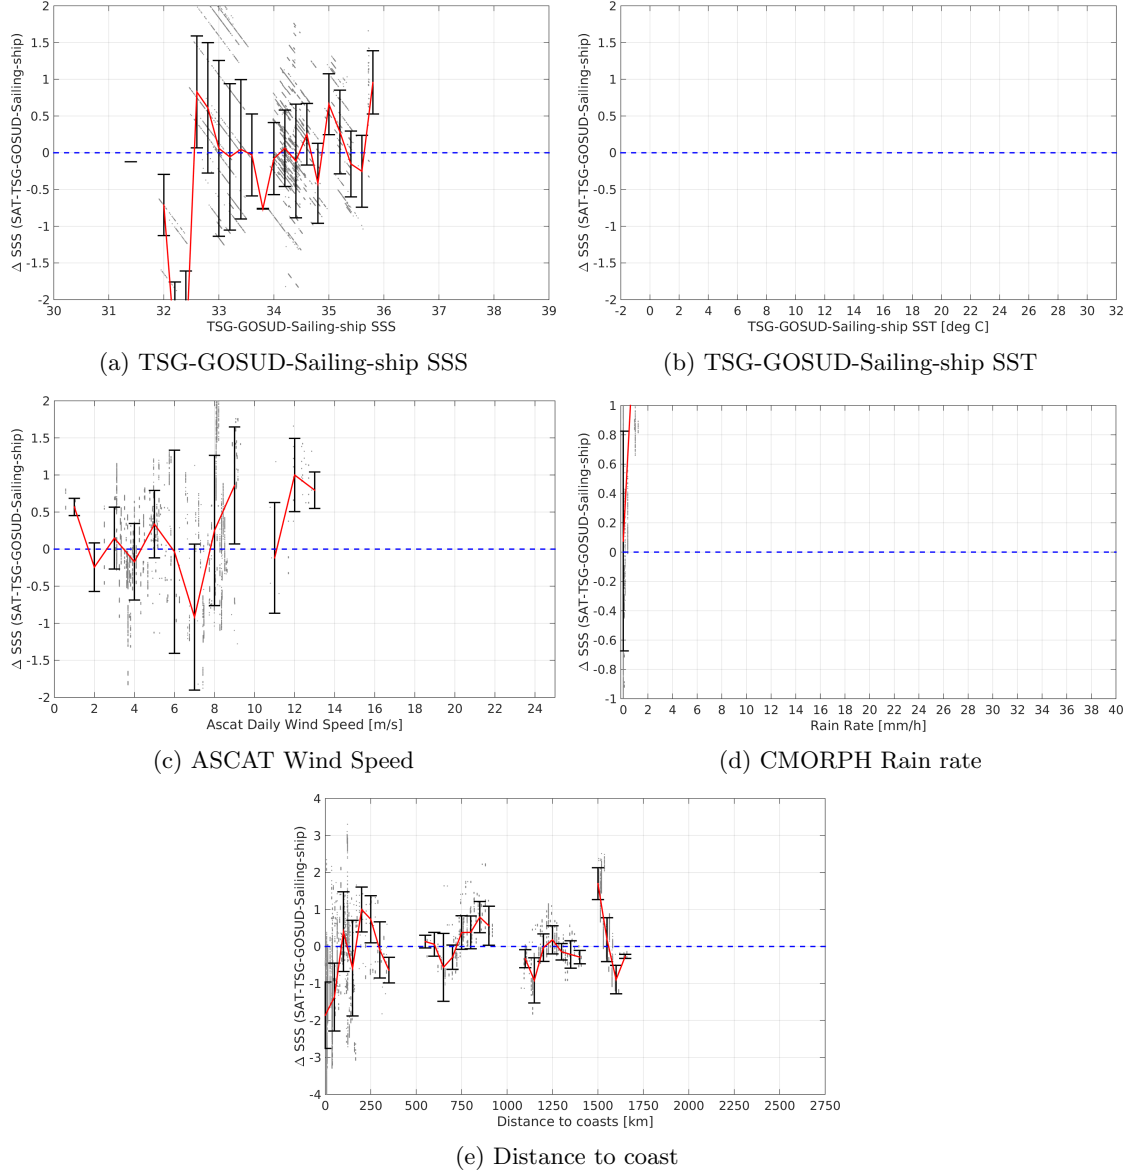 2
1.5
1
0.5
0
-0.5
-1
-1.5
-2
Δ SSS (SAT-TSG-GOSUD-Sailing-ship)
30 31 32 33 34 35 36 37 38 39
TSG-GOSUD-Sailing-ship SSS
(a) TSG-GOSUD-Sailing-ship SSS
2
1.5
1
0.5
0
-0.5
-1
-1.5
-2
Δ SSS (SAT-TSG-GOSUD-Sailing-ship)
-2 0 2 4 6 8 10 12 14 16 18 20 22 24 26 28 30 32
TSG-GOSUD-Sailing-ship SST [deg C]
(b) TSG-GOSUD-Sailing-ship SST
2
1.5
1
0.5
0
-0.5
-1
-1.5
-2
Δ SSS (SAT-TSG-GOSUD-Sailing-ship)
0 2 4 6 8 10 12 14 16 18 20 22 24
Ascat Daily Wind Speed [m/s]
(c) ASCAT Wind Speed
1
0.8
0.6
0.4
0.2
0
-0.2
-0.4
-0.6
-0.8
-1
Δ SSS (SAT-TSG-GOSUD-Sailing-ship)
0 2 4 6 8 10 12 14 16 18 20 22 24 26 28 30 32 34 36 38 40
Rain Rate [mm/h]
(d) CMORPH Rain rate
4
3
2
1
0
-1
-2
-3
-4
Δ SSS (SAT-TSG-GOSUD-Sailing-ship)
0 250 500 750 1000 1250 1500 1750 2000 2250 2500 2750
Distance to coasts [km]
(e) Distance to coast